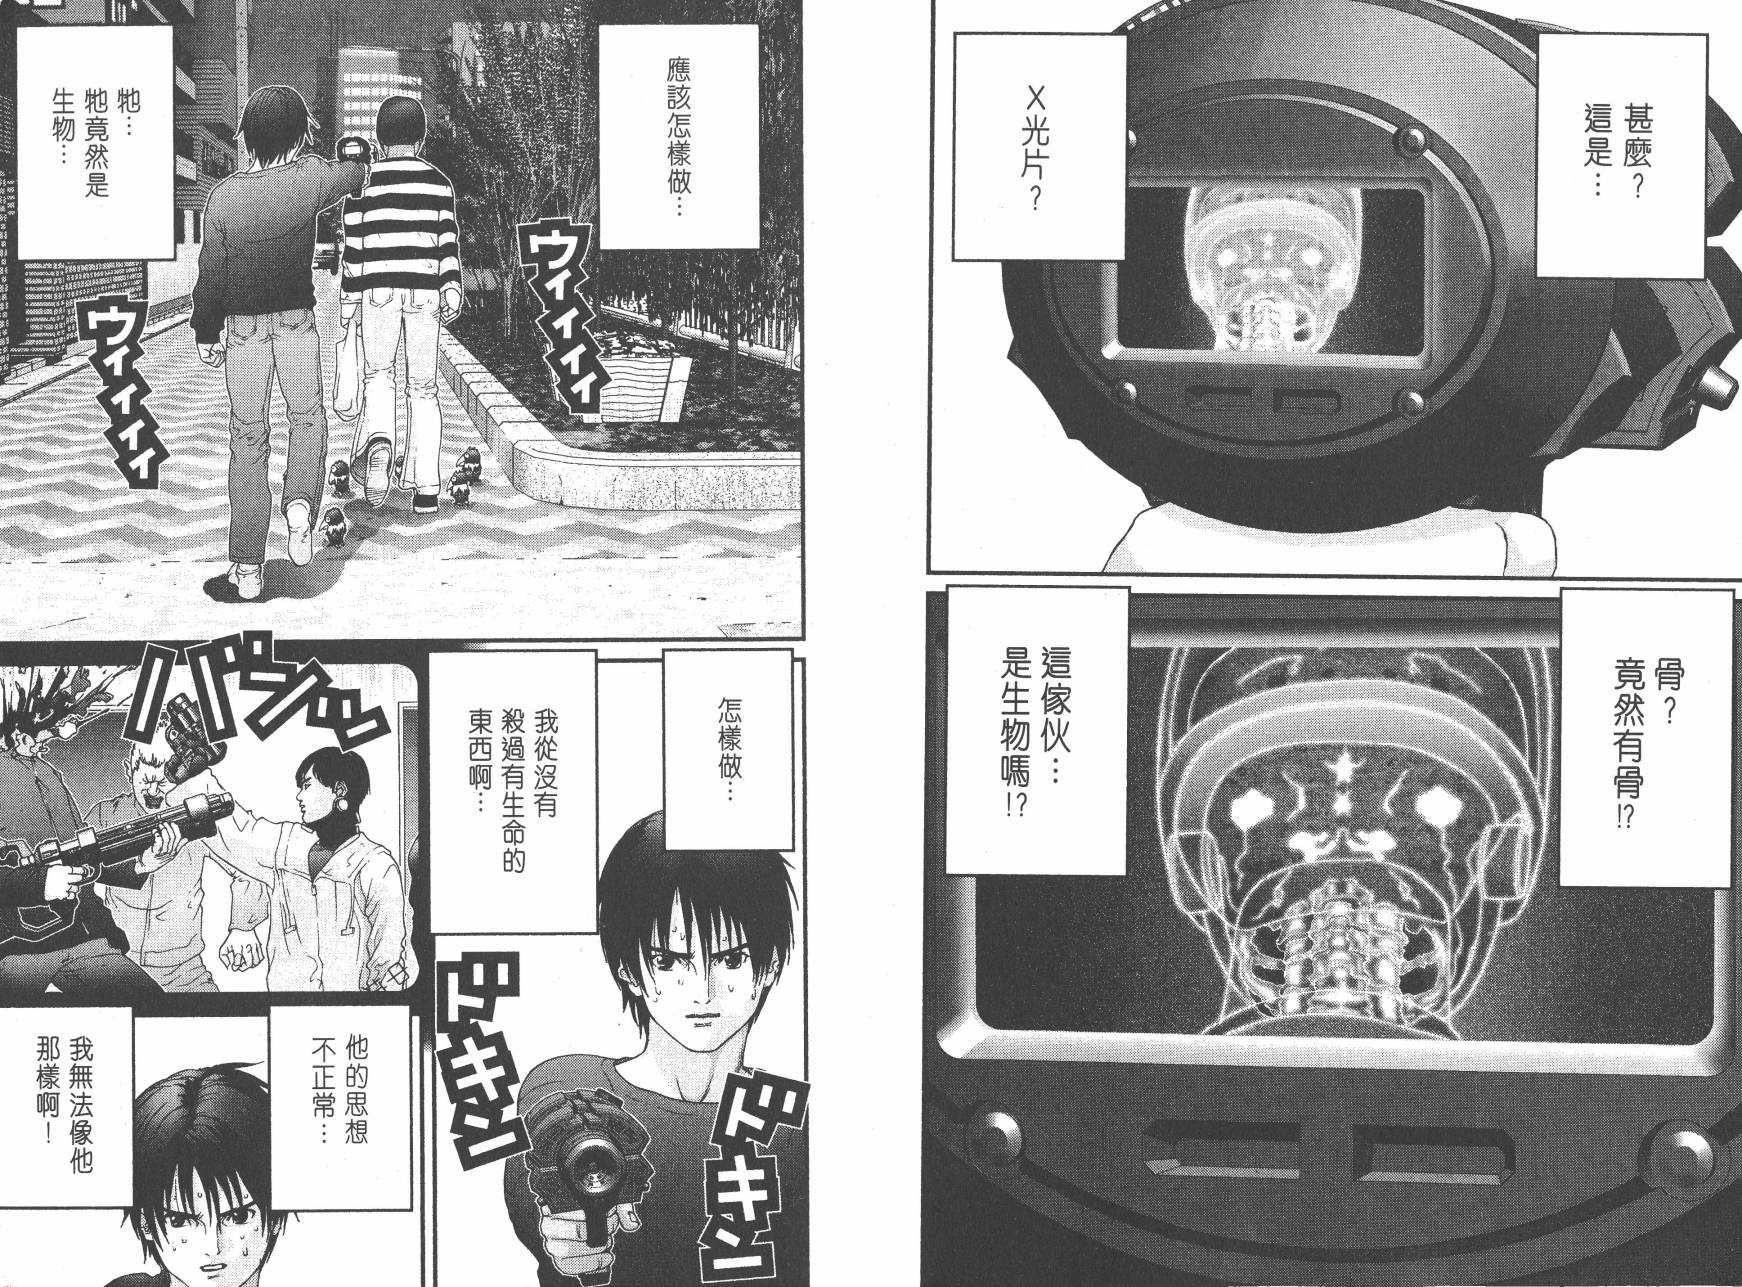 甚麼？
這是…
X光片？
骨？
竟然有骨!?
這傢伙…
是生物嗎!?
應該怎樣做…
牠…
牠竟然是
生物…
ウィィィィ
ウィィィィ
怎樣做…
我從沒有
殺過有生命的
東西啊…
ドキン
ドキン
バンッ
他的思想
不正常…
我無法像他
那樣啊！